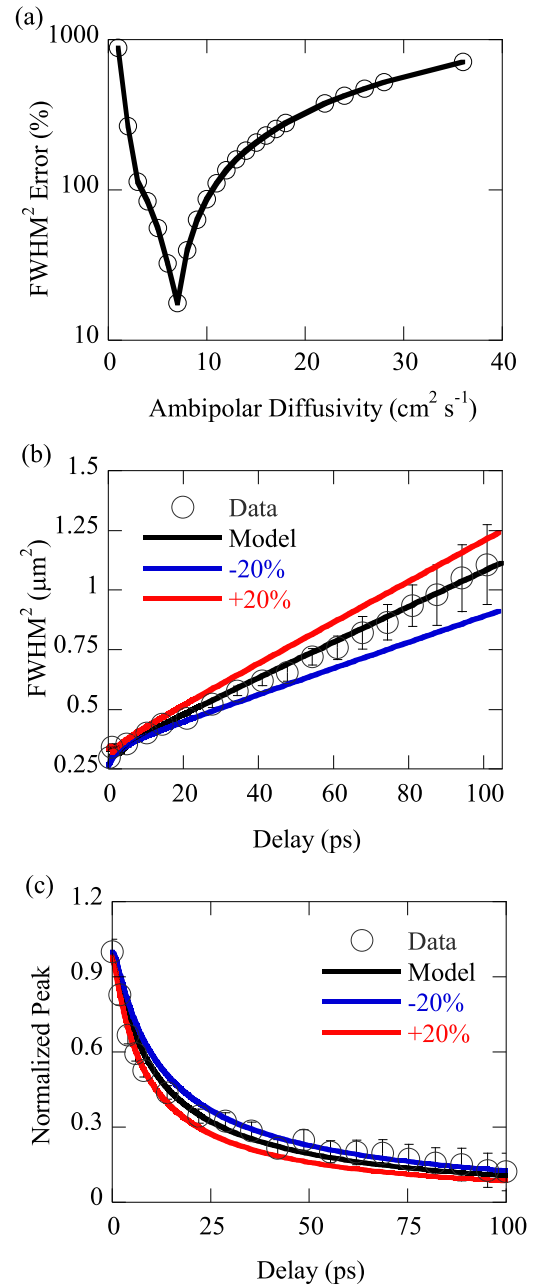 (a)
1000
100
10
FWHM² Error (%)
0 10 20 30 40
Ambipolar Diffusivity (cm² s⁻¹)
(b)
1.5
1.25
1
0.75
0.5
0.25
FWHM² (μm²)
Data
Model
-20%
+20%
0 20 40 60 80 100
Delay (ps)
(c)
1.2
0.9
0.6
0.3
0
Normalized Peak
Data
Model
-20%
+20%
0 25 50 75 100
Delay (ps)